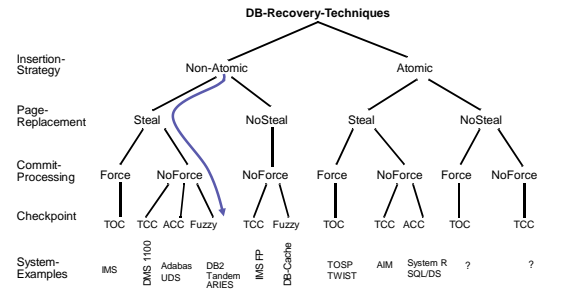 DB-Recovery-Techniques
Insertion-
Strategy
Non-Atomic
Atomic
Page-
Replacement
Steal
NoSteal
Steal
NoSteal
Commit-
Processing
Force
NoForce
NoForce
Force
NoForce
Force
NoForce
Checkpoint
TOC
TCC
ACC
Fuzzy
TCC
Fuzzy
TOC
TCC
ACC
TOC
TCC
System-
Examples
IMS
DMS 1100
Adabas
UDS
DB2
Tandem
ARIES
IMS FP
DB-Cache
TOSP
TWIST
AIM
System R
SQL/DS
?
?